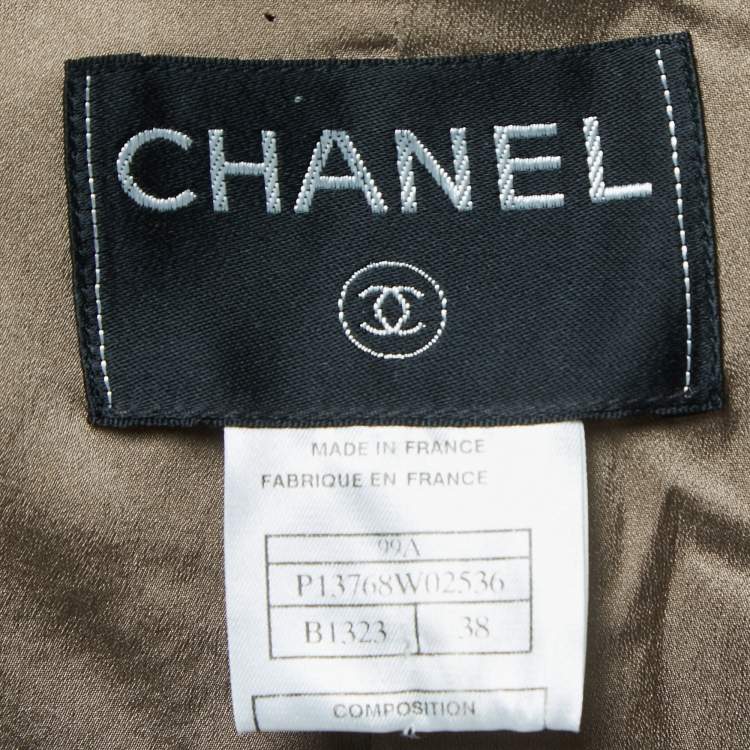 CHANEL
MADE IN FRANCE
FABRIQUE EN FRANCE
99A
P13768W02536
B1323 38
COMPOSITION